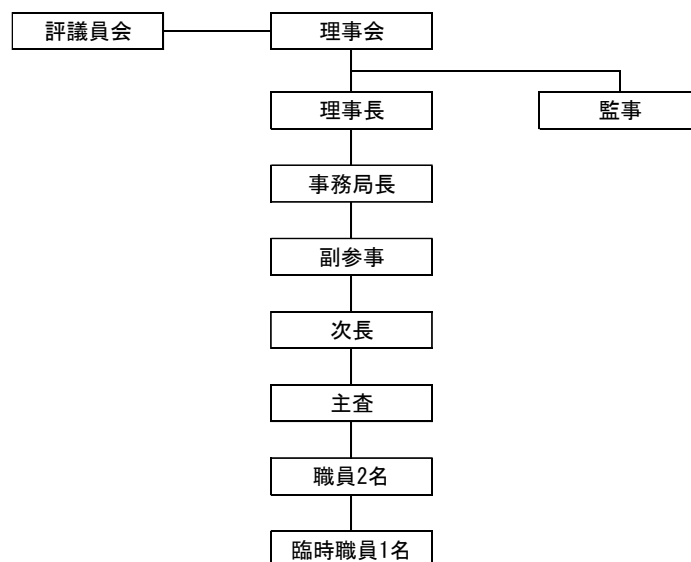 評議員会
理事会
理事長
監事
事務局長
副参事
次長
主査
職員2名
臨時職員1名